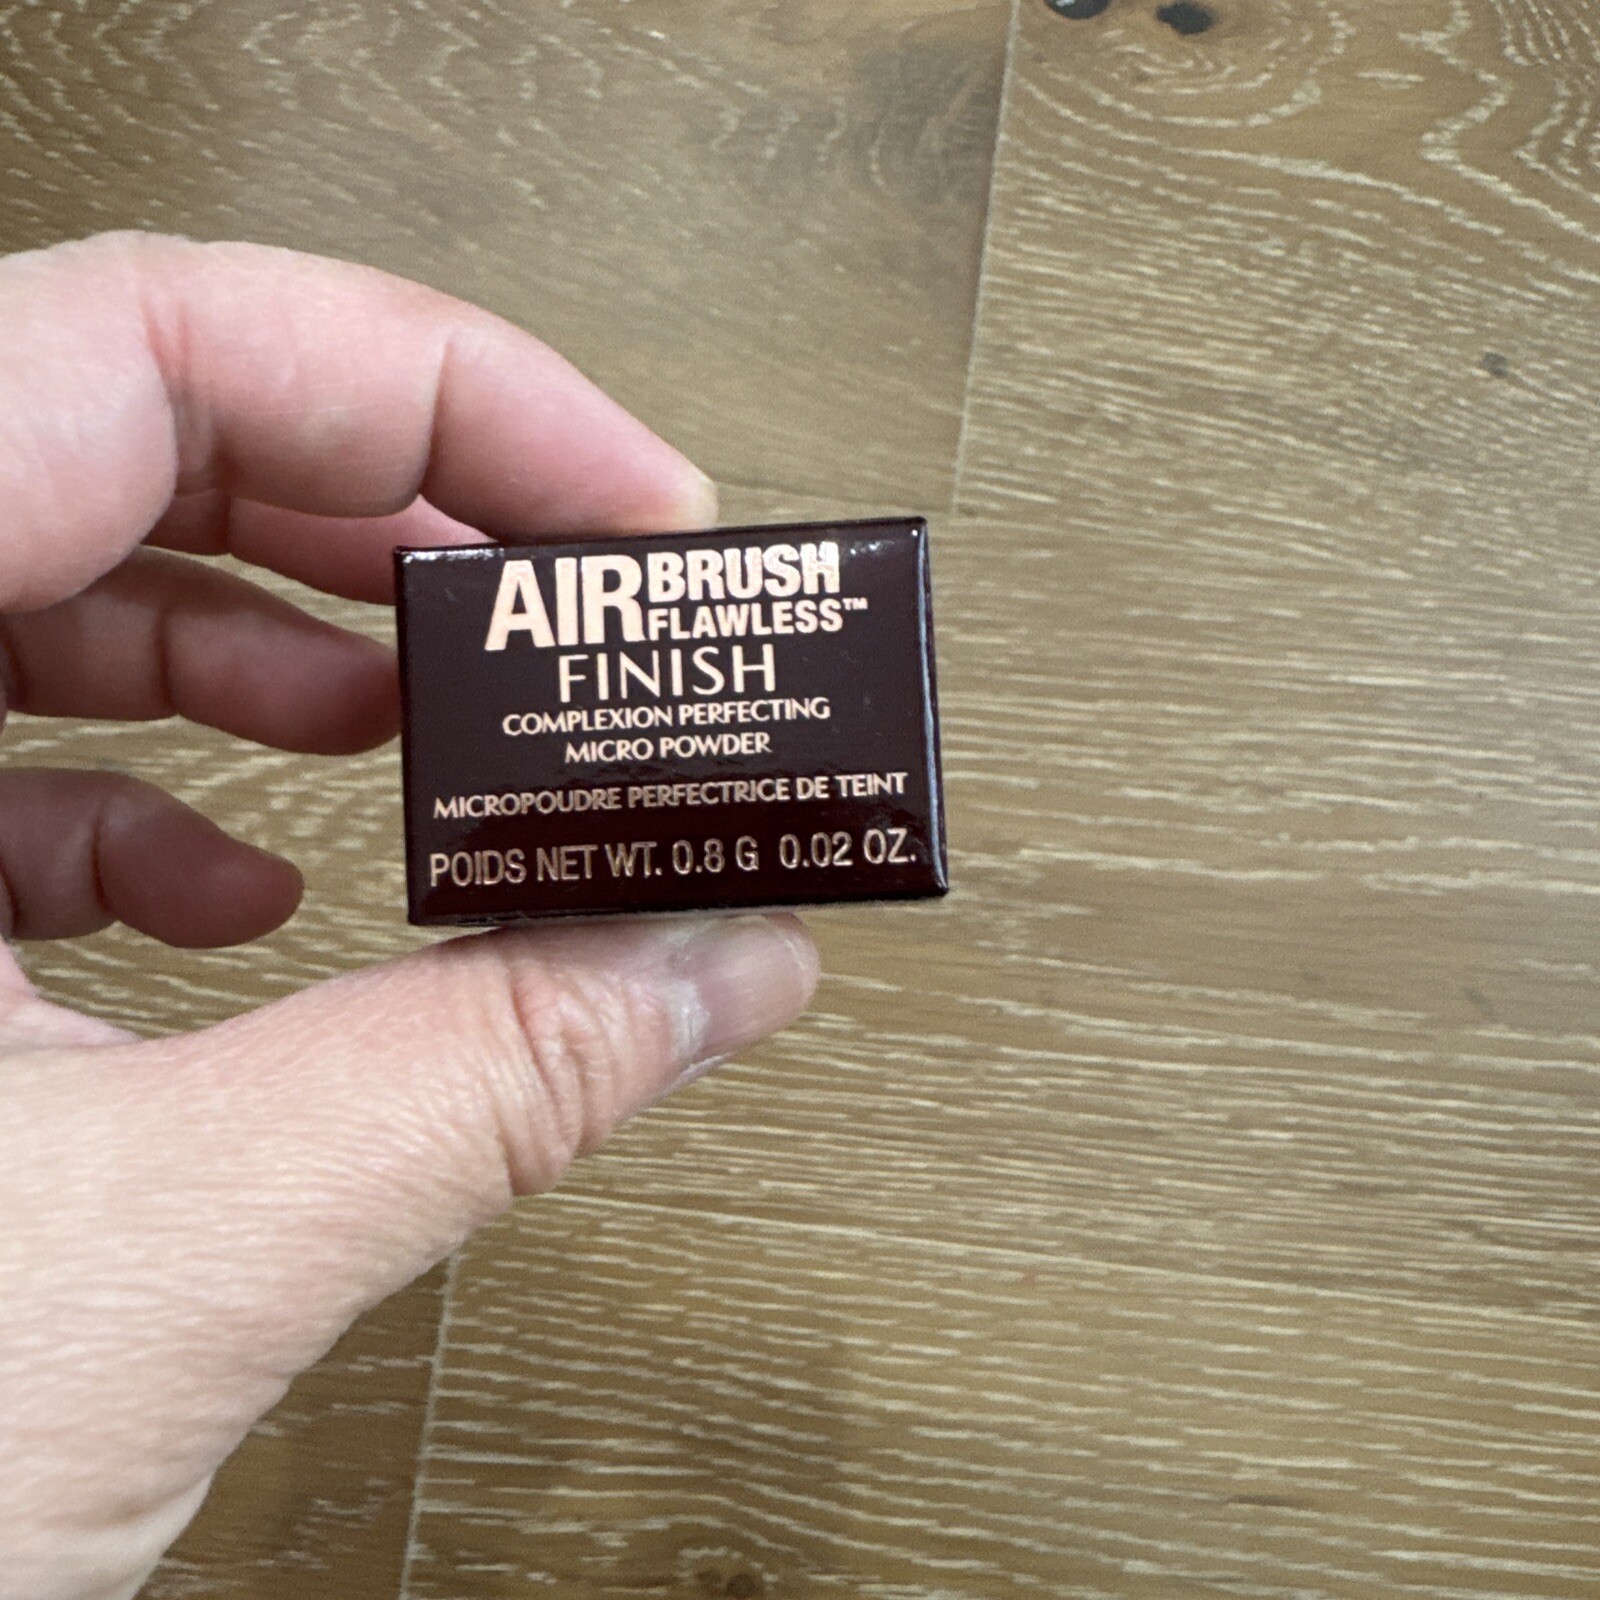 AIRBRUSH
FLAWLESS™
FINISH
COMPLEXION PERFECTING
MICRO POWDER
MICROPOUDRE PERFECTRICE DE TEINT
POIDS NET WT. 0.8 G 0.02 OZ.